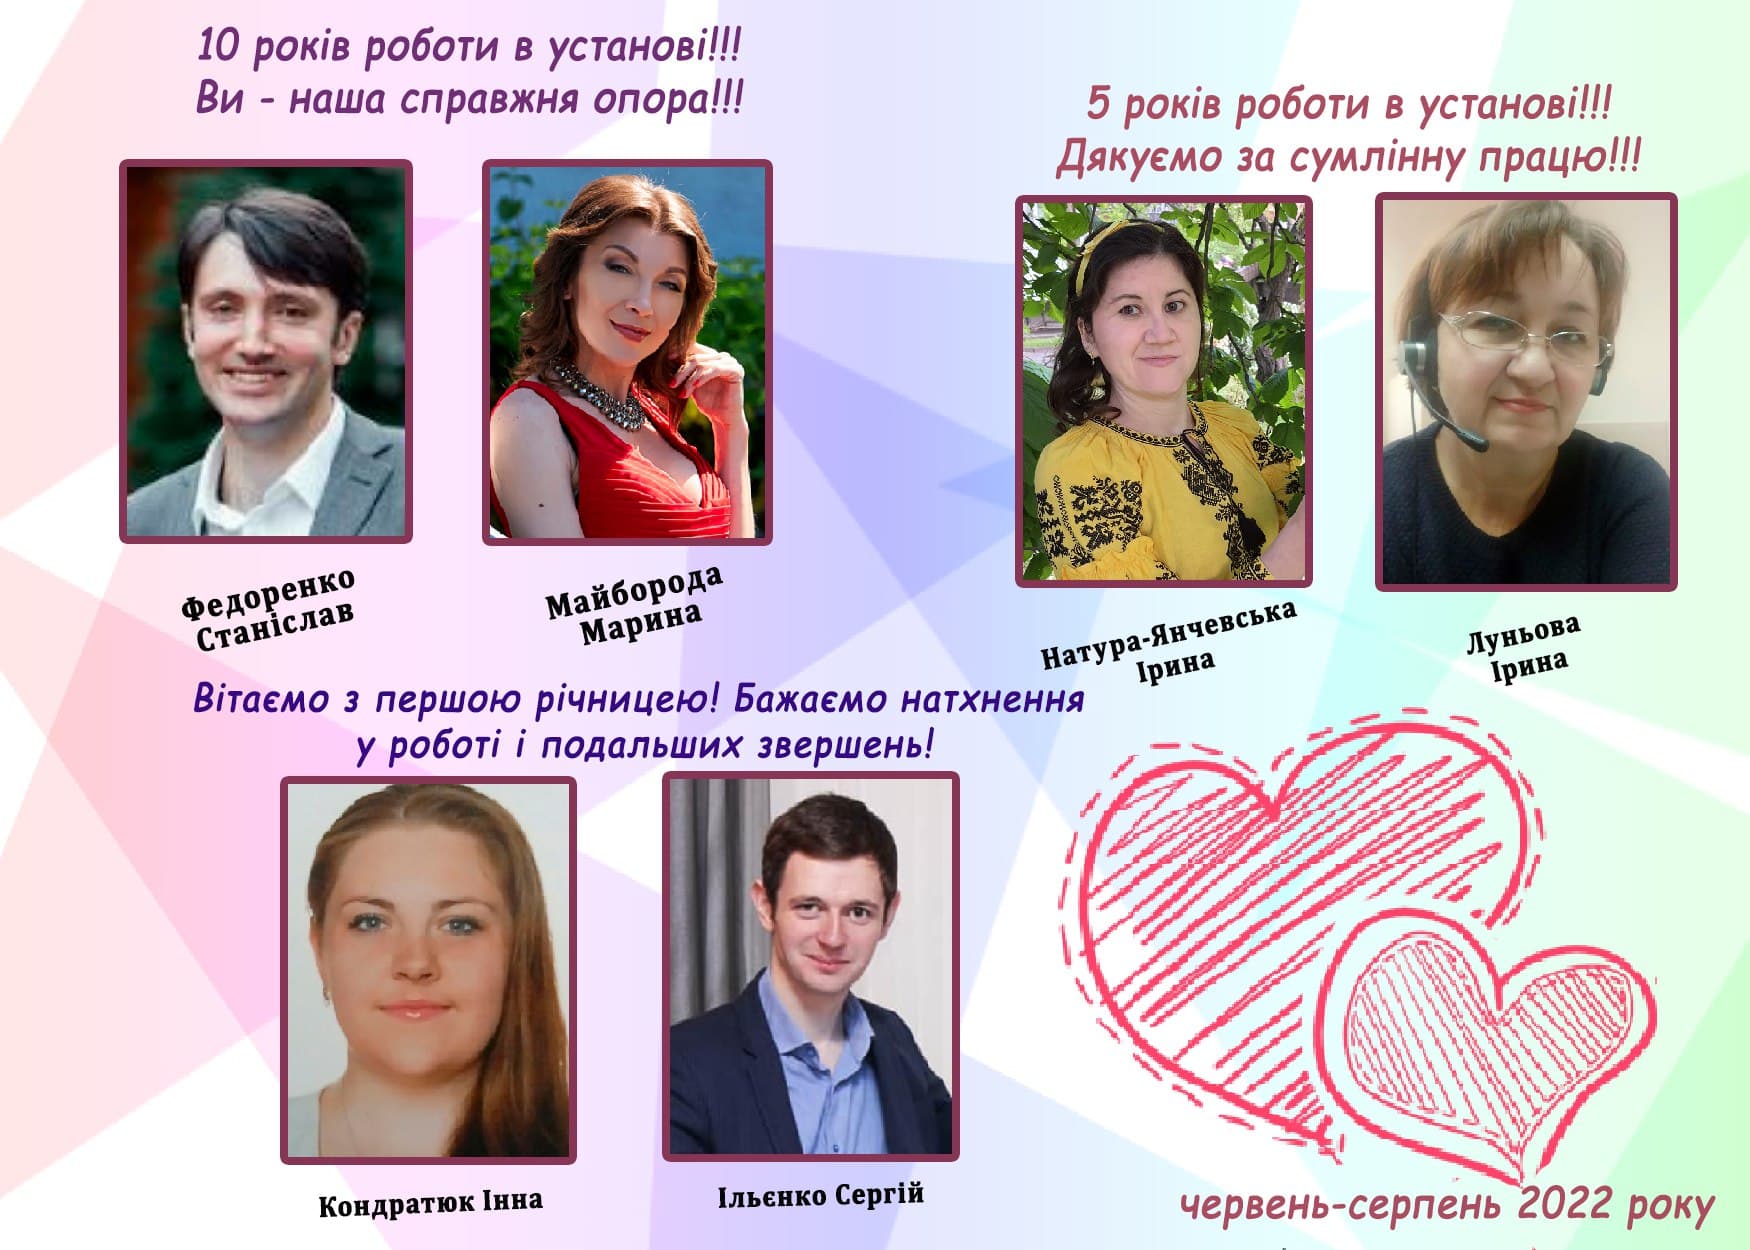 10 років роботи в установі!!!
Ви - наша справжня опора!!!
Федоренко
Станіслав
Майборода
Марина
5 років роботи в установі!!!
Дякуємо за сумлінну працю!!!
Натура-Янчевська
Ірина
Луньова
Ірина
Вітаємо з першою річницею! Бажаємо натхнення
у роботі і подальших звершень!
Кондратюк Інна
Ільєнко Сергій
червень-серпень 2022 року